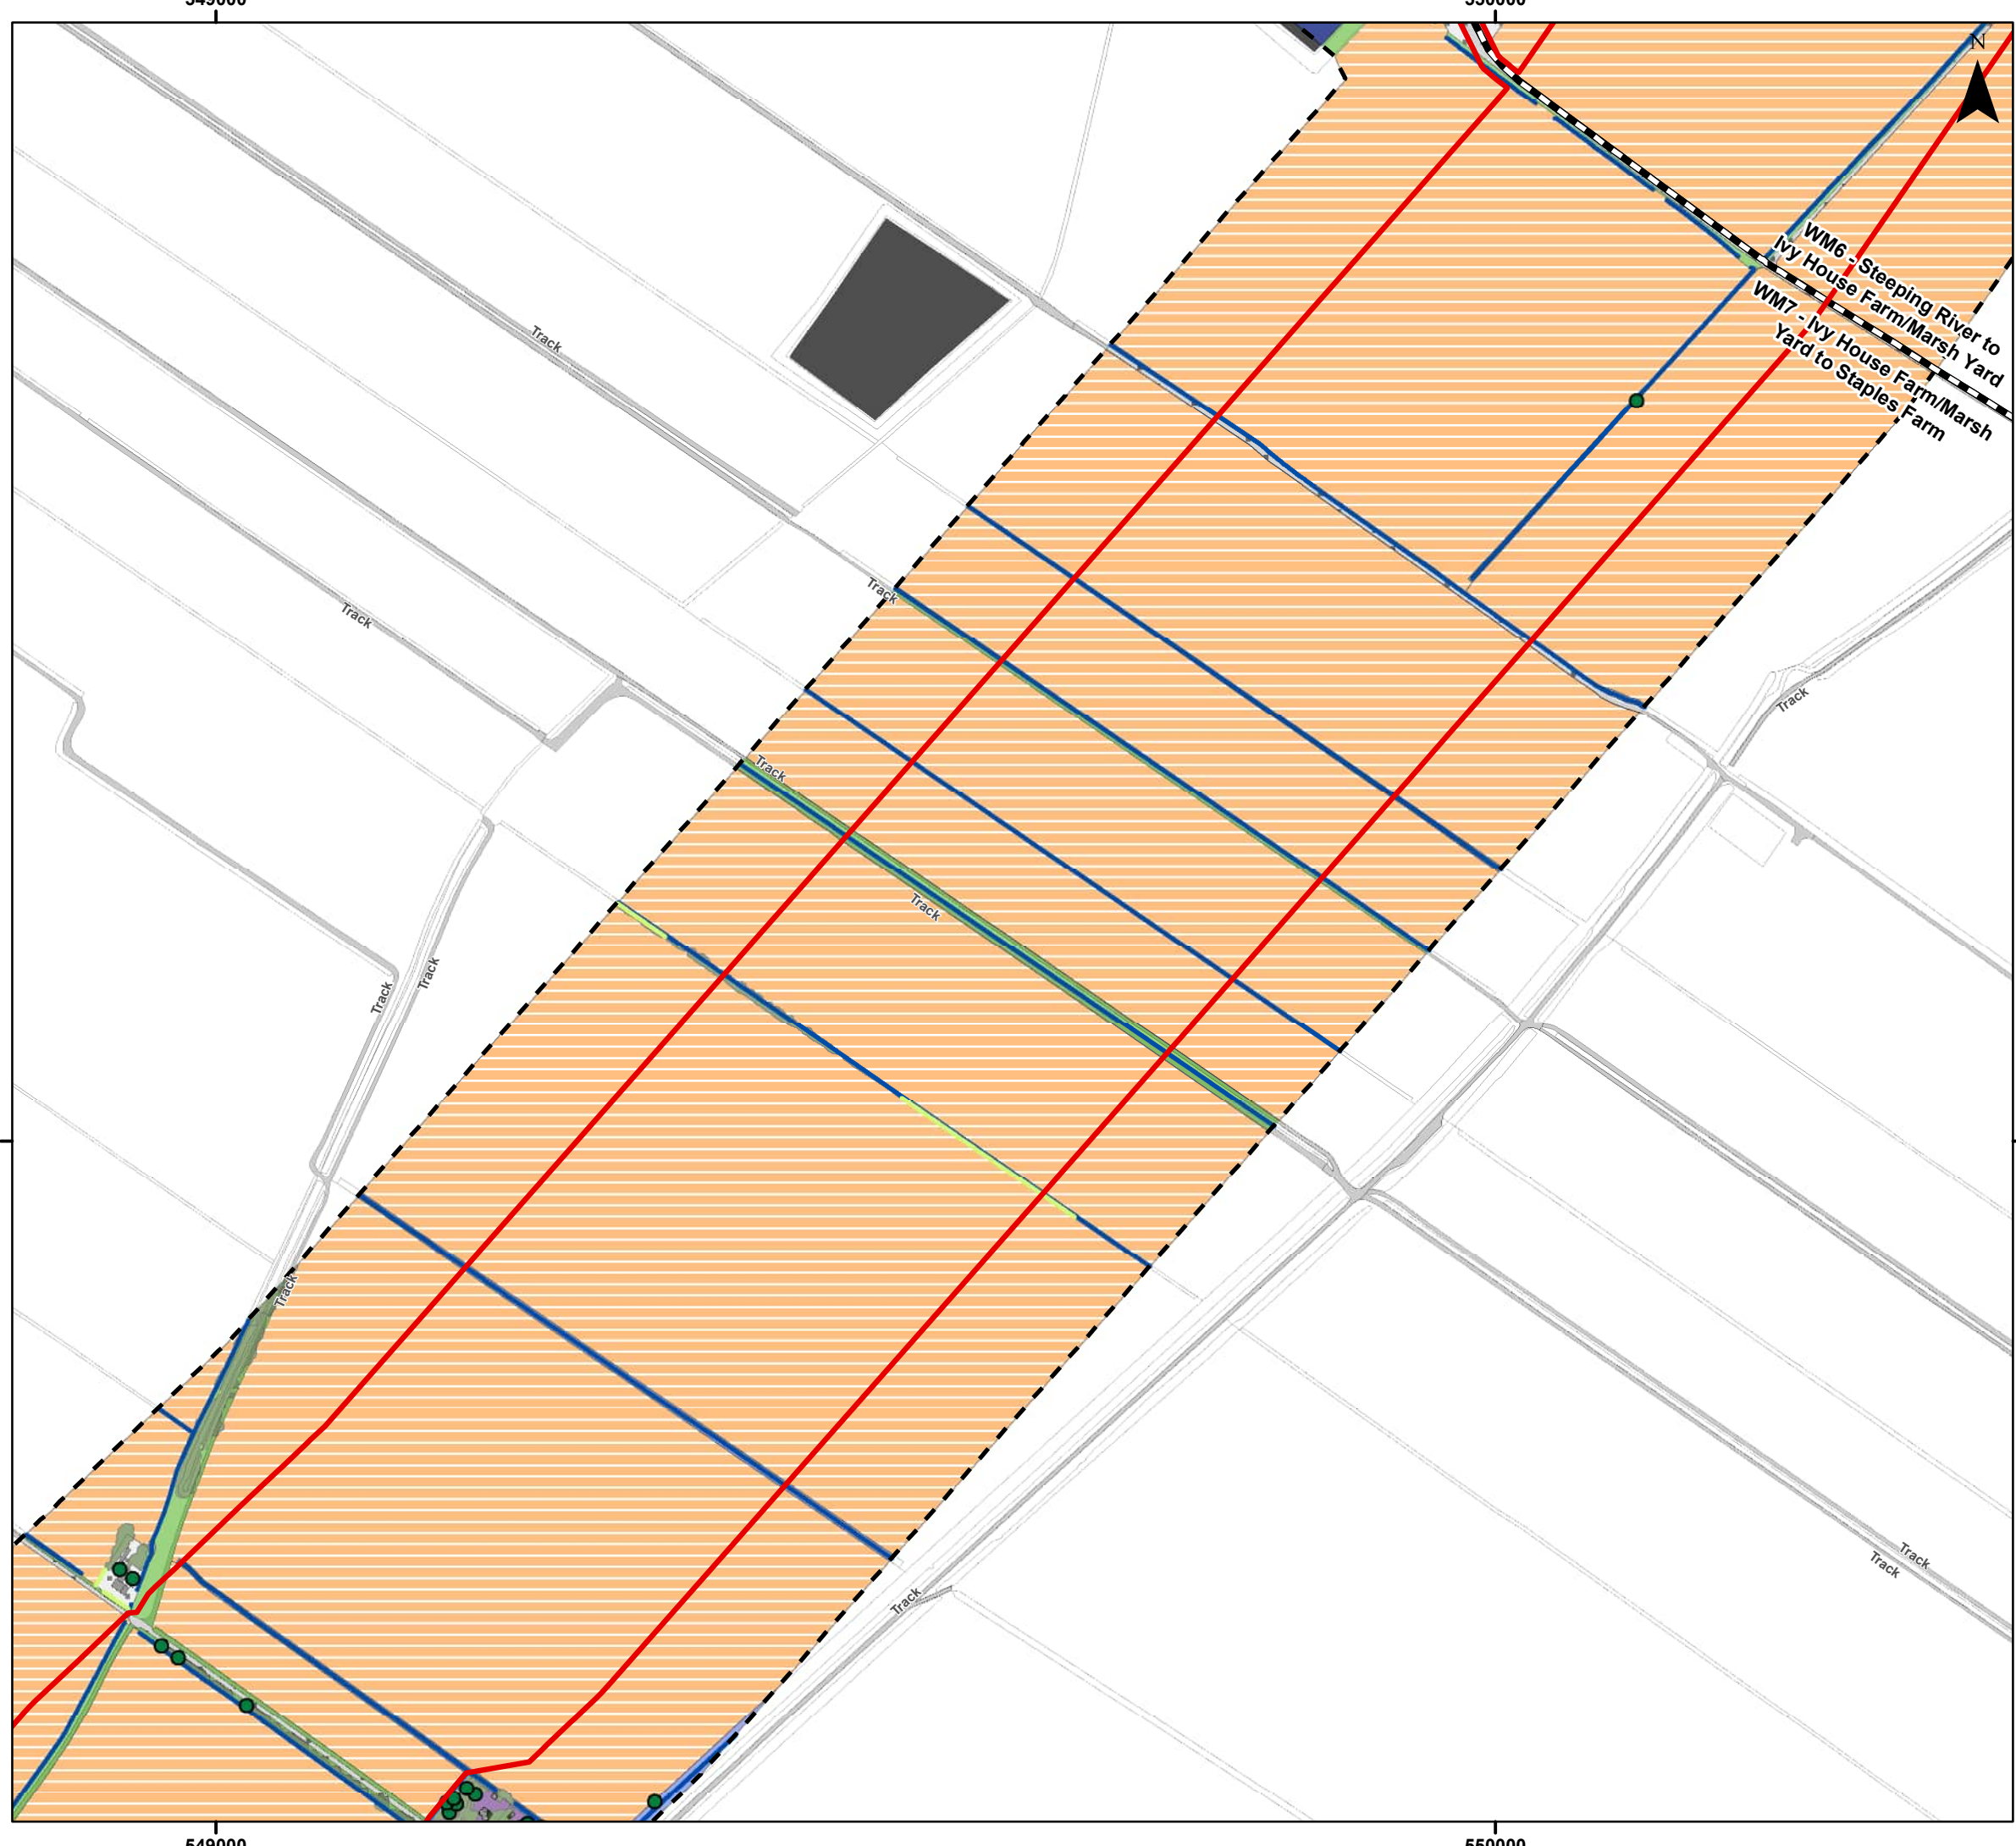 549000
550000
N
WM6 - Steeping River to
Ivy House Farm/Marsh Yard
WM7 - Ivy House Farm/Marsh
Yard to Staples Farm
Track
Track
Track
Track
Track
Track
Track
Track
Track
Track
Track
Track
Track
549000
550000